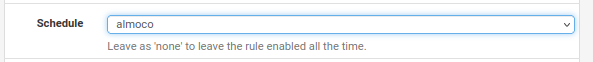 Schedule almoco
Leave as 'none' to leave the rule enabled all the time.